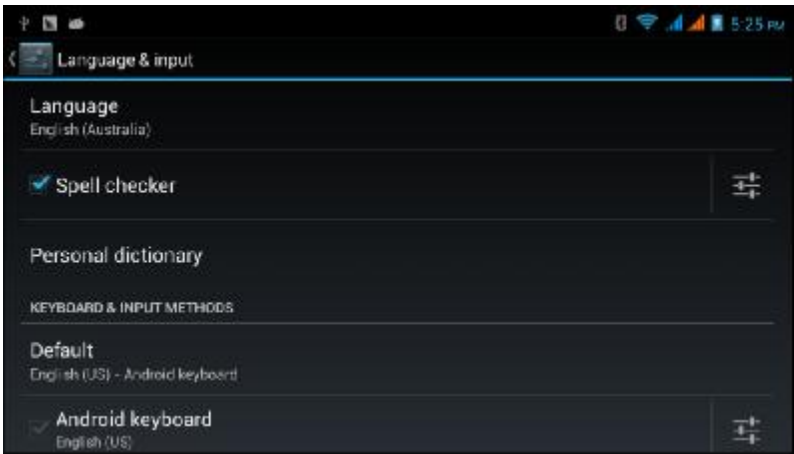 5:25 PM
Language & input
Language
English (Australia)
Spell checker
Personal dictionary
KEYBOARD & INPUT METHODS
Default
English (US) - Android keyboard
Android keyboard
English (US)